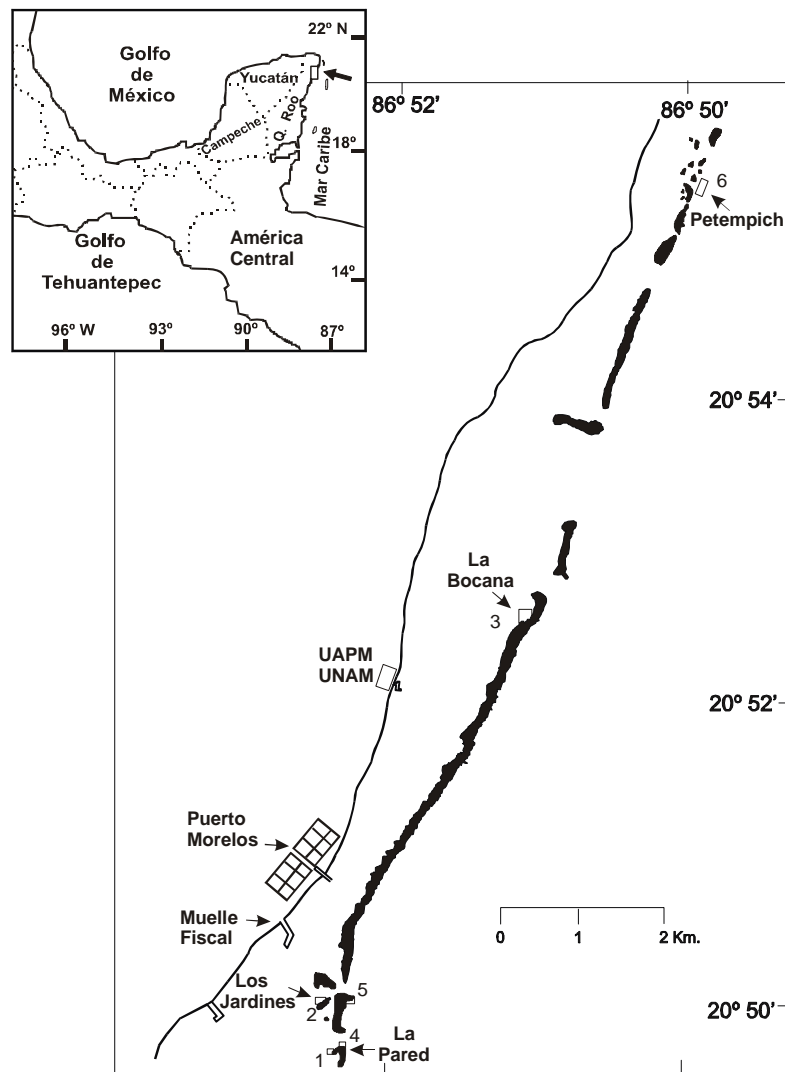 22º N
Golfo
de
México
Yucatán
Campeche
Q. Roo
18º
Mar Caribe
Golfo
de
Tehuantepec
América
Central
14º
96º W
93º
90º
87º
86º 52'
86º 50'
6
Petempich
20º 54'
La
Bocana
3
UAPM
UNAM
20º 52'
Puerto
Morelos
Muelle
Fiscal
0 1 2 Km.
Los
Jardines
2
5
20º 50'
4
La
Pared
1